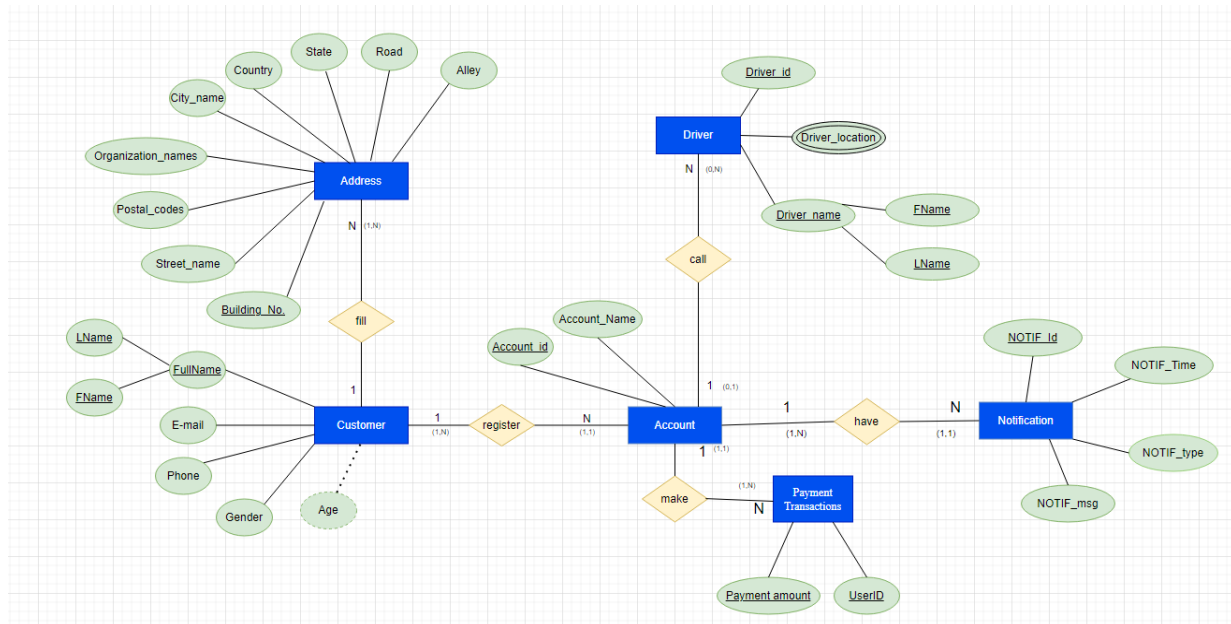 State
Road
Country
Alley
City_name
Driver_id
Driver
Driver_location
Organization_names
Address
N
(0,N)
Postal_codes
Driver_name
FName
N
(1,N)
Street_name
call
LName
Building_No.
fill
Account_Name
LName
Account_id
NOTIF_Id
FullName
NOTIF_Time
FName
1
1
(0,1)
E-mail
Customer
1
(1,N)
register
N
(1,1)
Account
1
(1,N)
have
N
(1,1)
Notification
1
(1,1)
Phone
NOTIF_type
make
(1,N)
N
Payment
Transactions
NOTIF_msg
Gender
Age
Payment amount
UserID